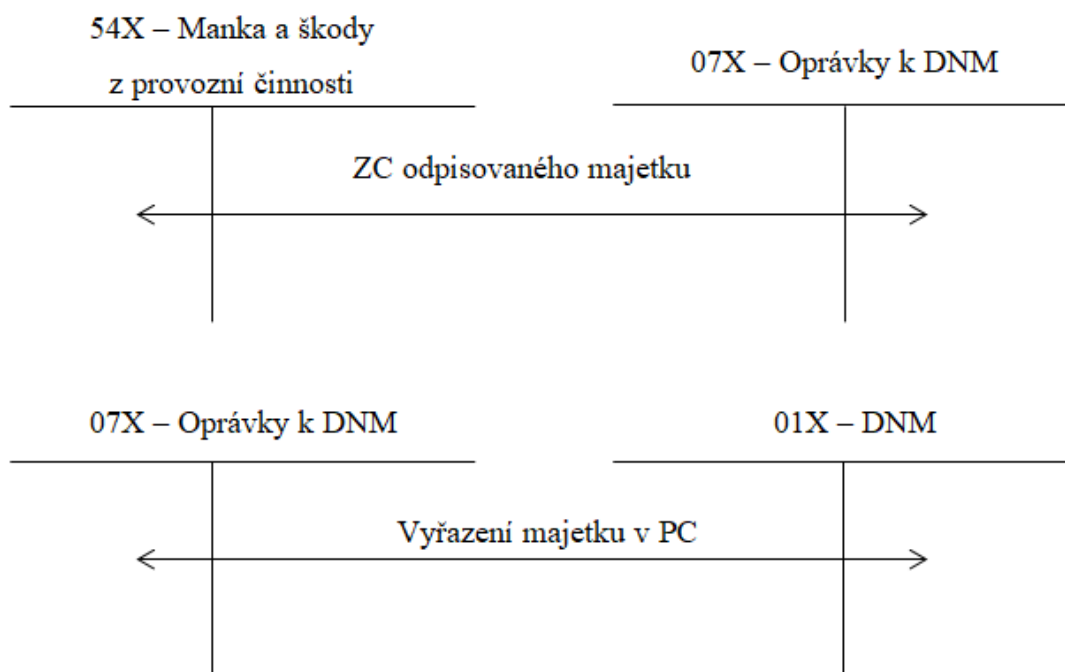 54X – Manka a škody
z provozní činnosti
07X – Oprávky k DNM
ZC odpisovaného majetku
07X – Oprávky k DNM
01X – DNM
Vyřazení majetku v PC